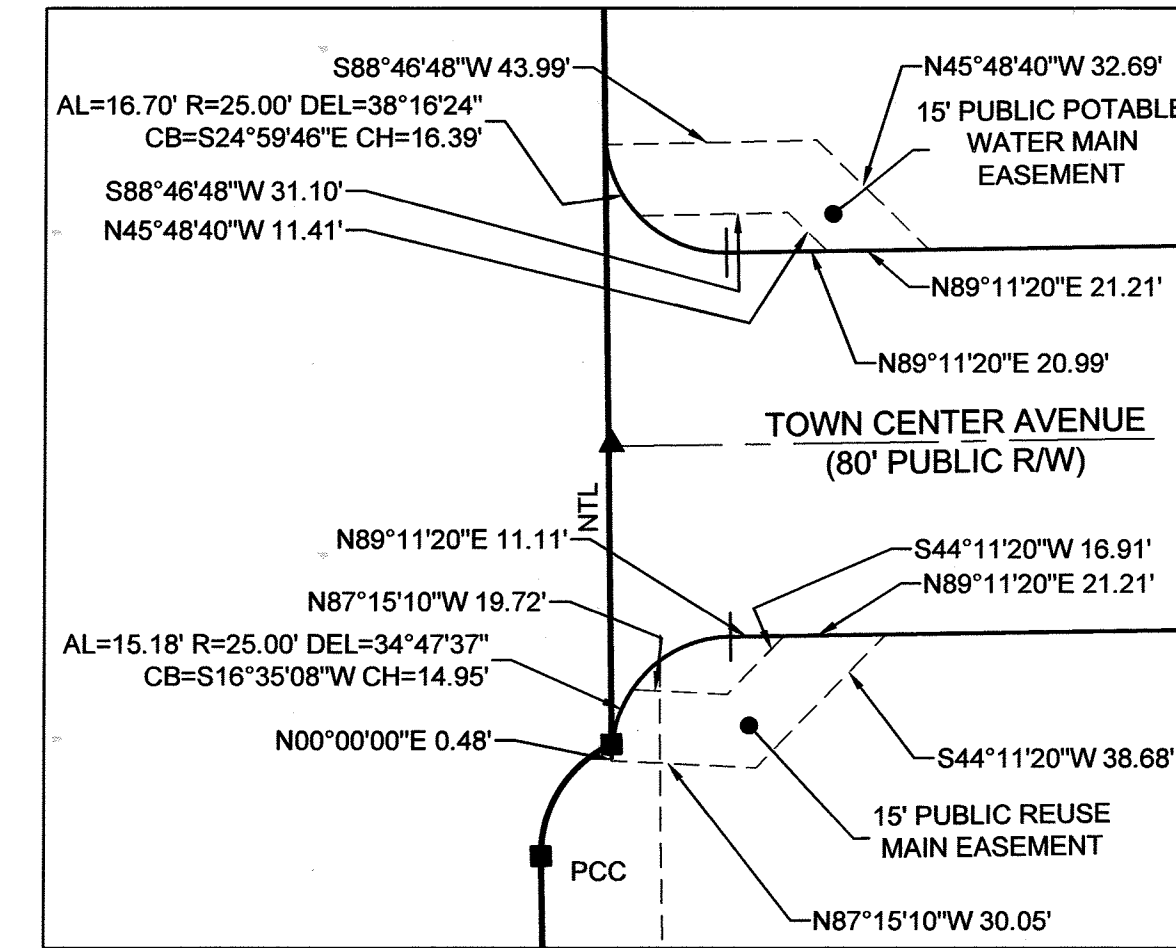 S88°46'48"W 43.99'
AL=16.70' R=25.00' DEL=38°16'24"
CB=S24°59'46"E CH=16.39'
S88°46'48"W 31.10'
N45°48'40"W 11.41'
N45°48'40"W 32.69'
15' PUBLIC POTABLE
WATER MAIN
EASEMENT
N89°11'20"E 21.21'
N89°11'20"E 20.99'
TOWN CENTER AVENUE
(80' PUBLIC R/W)
NTL
N89°11'20"E 11.11'
N87°15'10"W 19.72'
AL=15.18' R=25.00' DEL=34°47'37"
CB=S16°35'08"W CH=14.95'
N00°00'00"E 0.48'
S44°11'20"W 16.91'
N89°11'20"E 21.21'
S44°11'20"W 38.68'
15' PUBLIC REUSE
MAIN EASEMENT
PCC
N87°15'10"W 30.05'